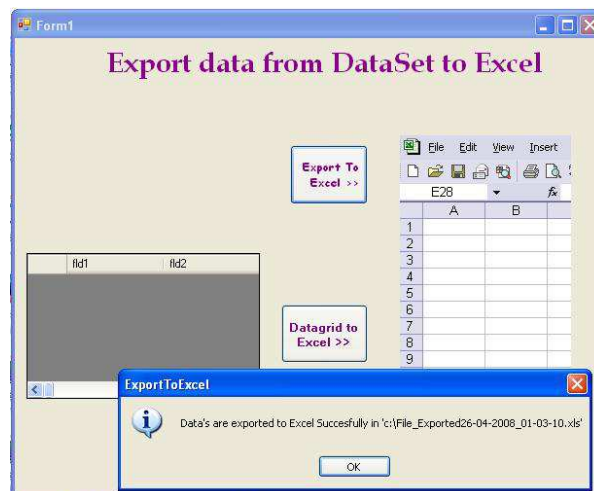 Form1
Export data from DataSet to Excel
Export To
Excel >>
File Edit View Insert
E28 fx
A B
1
2
3
4
5
6
7
8
9
fld1 fld2
Datagrid to
Excel >>
ExportToExcel
Data's are exported to Excel Succesfully in 'c:\File_Exported26-04-2008_01-03-10.xls'
OK